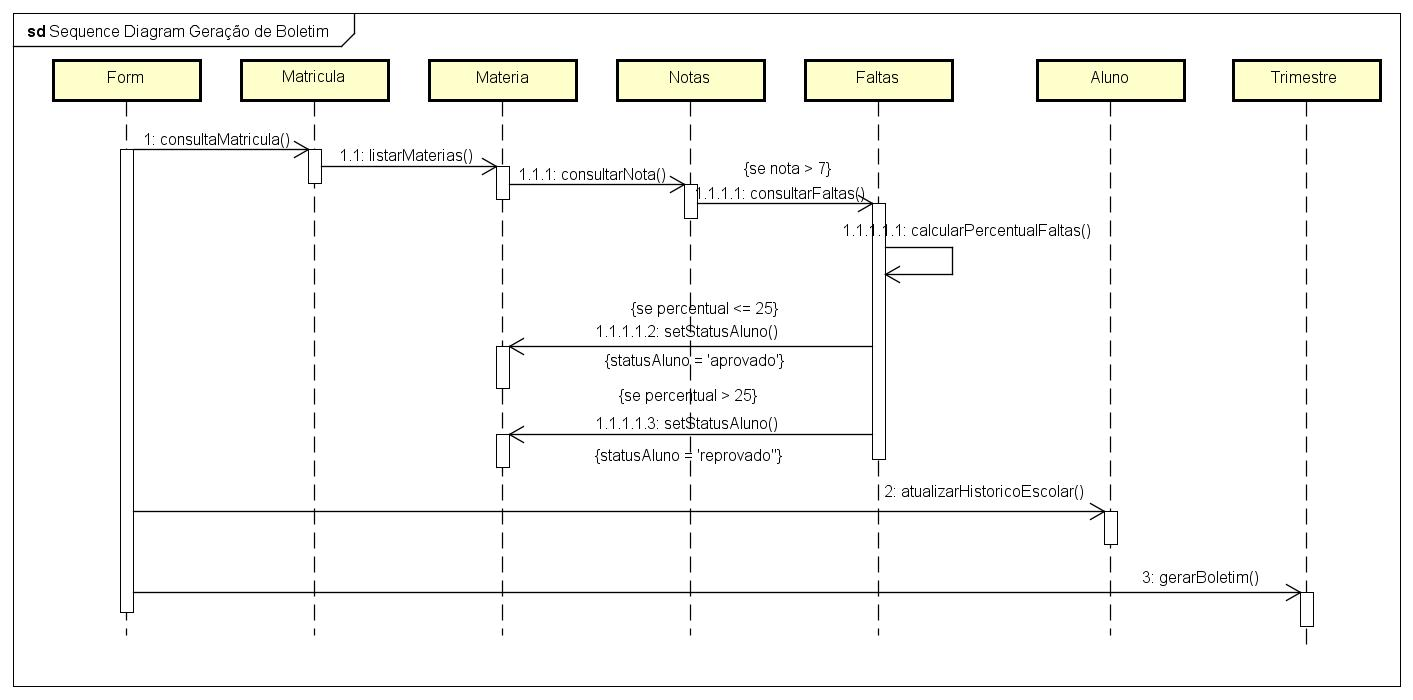 sd Sequence Diagram Geração de Boletim
Form
Matricula
Materia
Notas
Faltas
Aluno
Trimestre
1: consultaMatricula()
1.1: listarMaterias()
1.1.1: consultarNota()
{se nota > 7}
1.1.1.1: consultarFaltas()
1.1.1.1.1: calcularPercentualFaltas()
{se percentual <= 25}
1.1.1.1.2: setStatusAluno()
{statusAluno = 'aprovado'}
{se percentual > 25}
1.1.1.1.3: setStatusAluno()
{statusAluno = 'reprovado''}
2: atualizarHistoricoEscolar()
3: gerarBoletim()